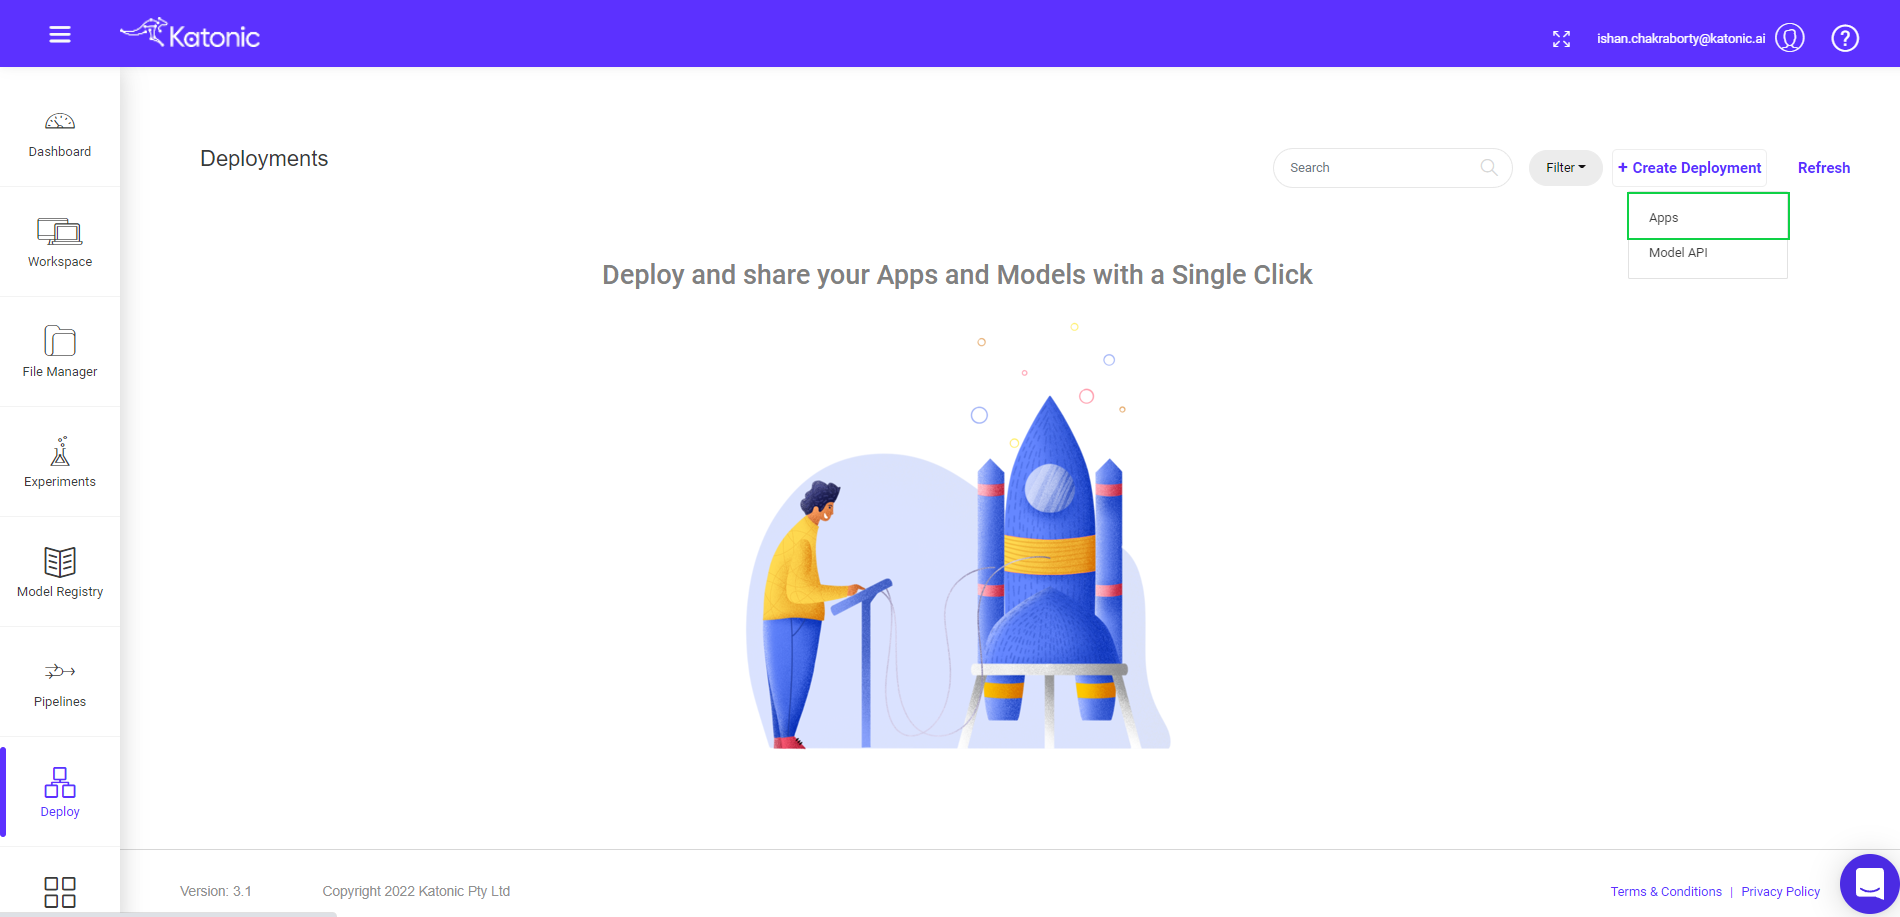 Katonic
ishan.chakraborty@katonic.ai
?
Dashboard
Workspace
File Manager
Experiments
Model Registry
Pipelines
Deploy
Deployments
Search
Filter
+ Create Deployment
Refresh
Apps
Model API
Deploy and share your Apps and Models with a Single Click
Version: 3.1
Copyright 2022 Katonic Pty Ltd
Terms & Conditions | Privacy Policy